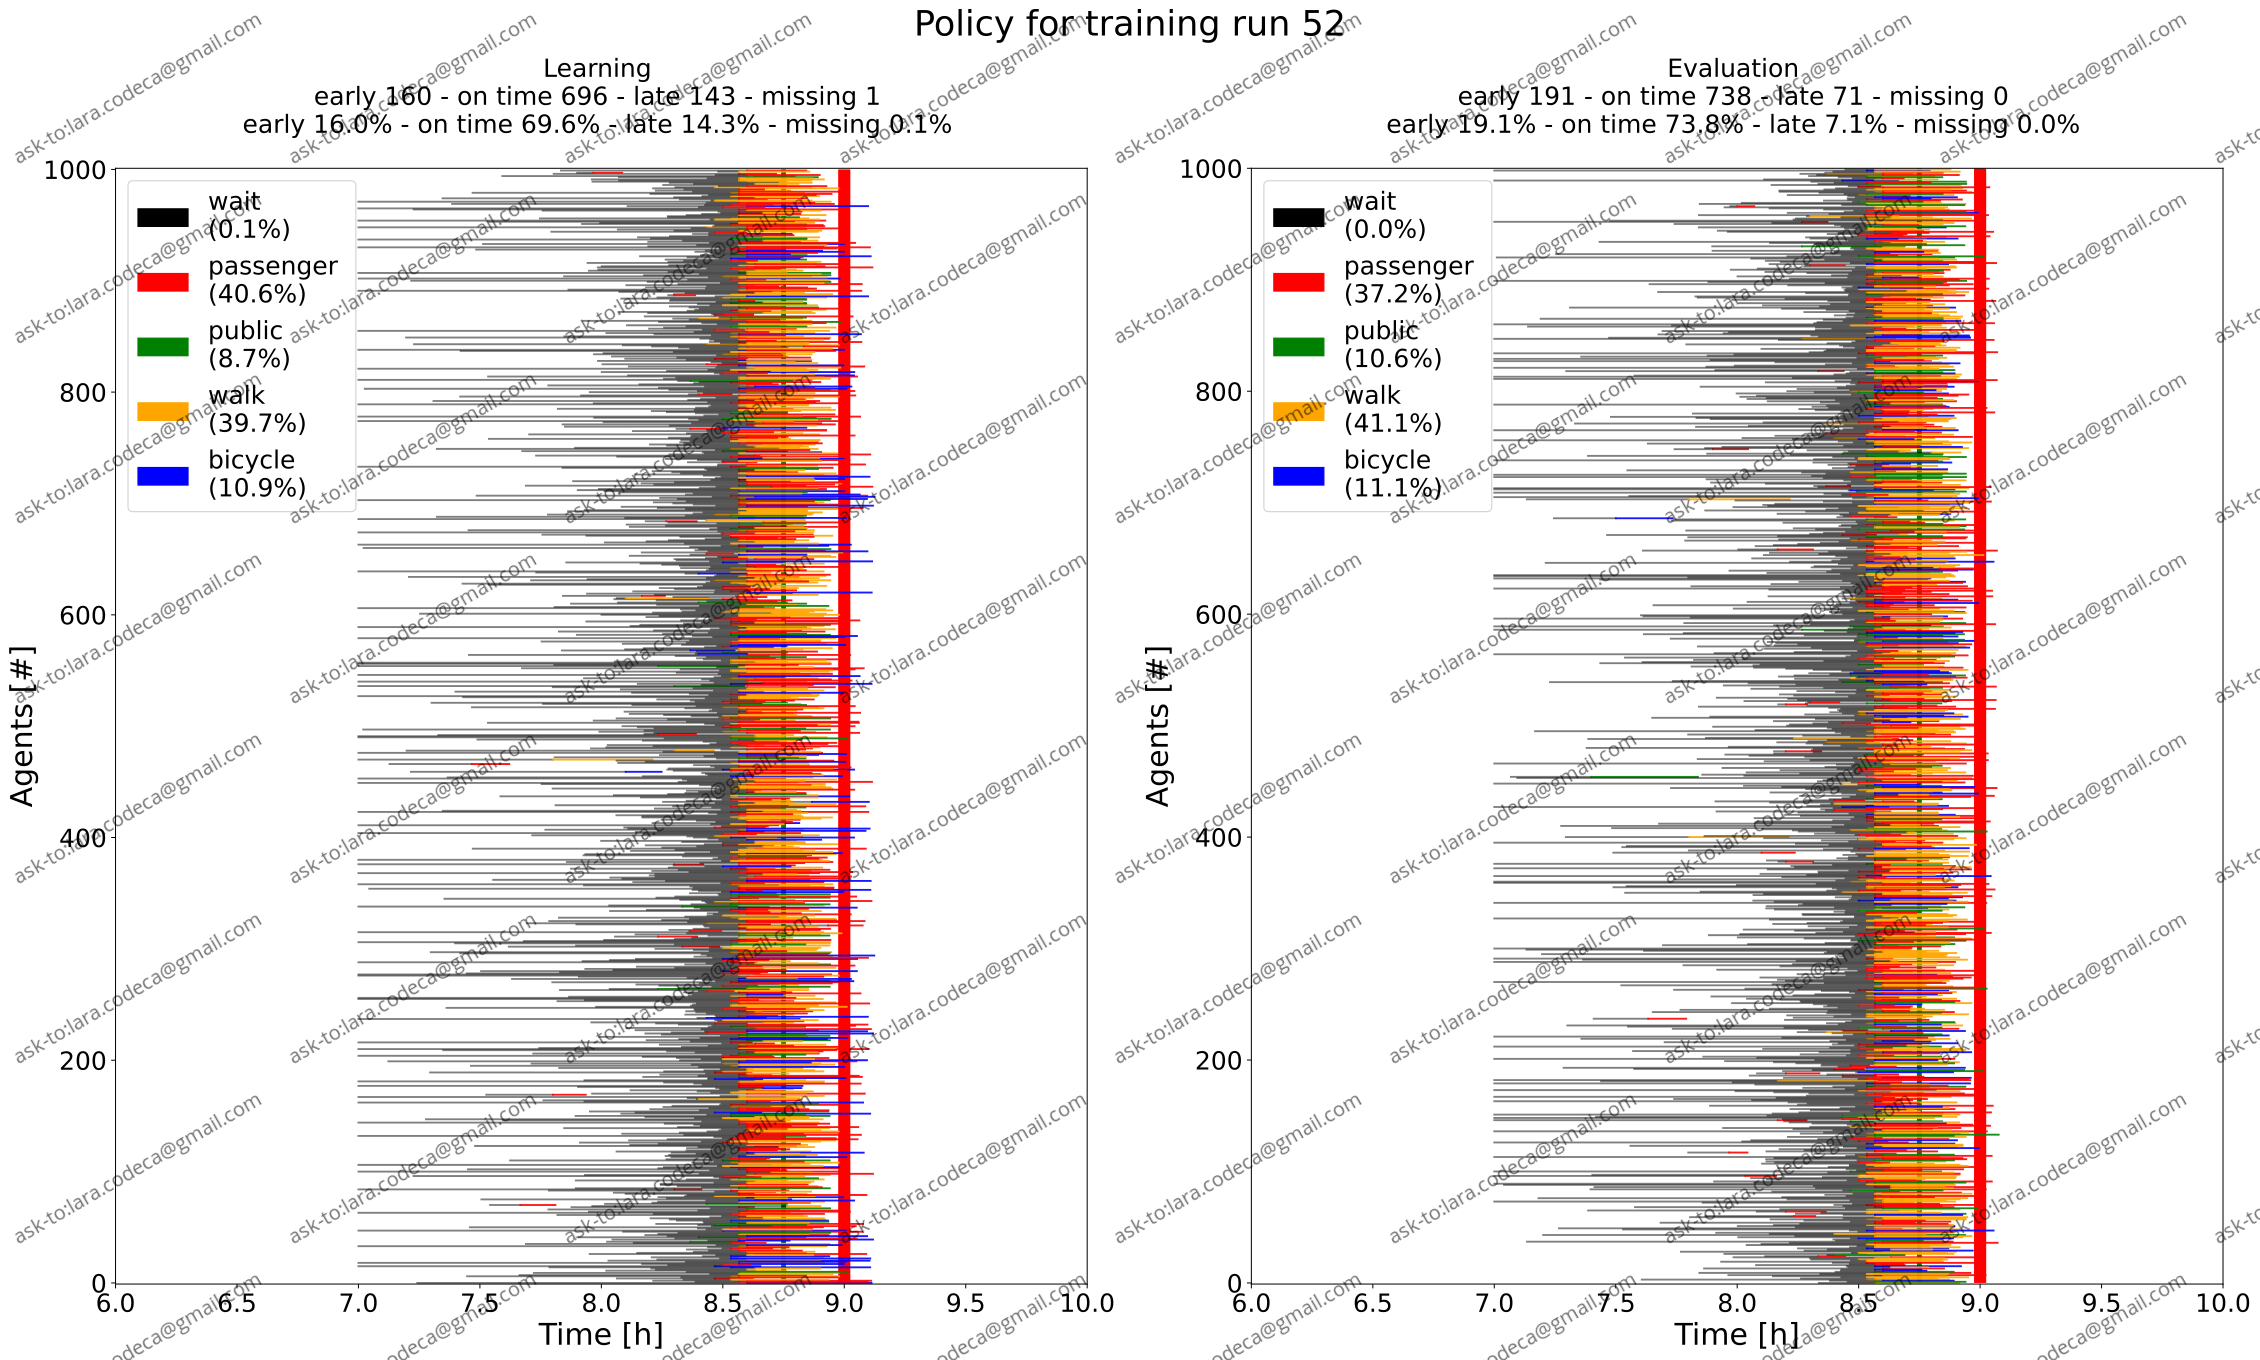 Policy for training run 52
Learning
early 160 - on time 696 - late 143 - missing 1
early 16.0% - on time 69.6% - late 14.3% - missing 0.1%
Evaluation
early 191 - on time 738 - late 71 - missing 0
early 19.1% - on time 73.8% - late 7.1% - missing 0.0%
wait
(0.1%)
passenger
(40.6%)
public
(8.7%)
walk
(39.7%)
bicycle
(10.9%)
Agents [#]
1000
800
600
400
200
0
6.0 6.5 7.0 7.5 8.0 8.5 9.0 9.5 10.0
Time [h]
wait
(0.0%)
passenger
(37.2%)
public
(10.6%)
walk
(41.1%)
bicycle
(11.1%)
Agents [#]
1000
800
600
400
200
0
6.0 6.5 7.0 7.5 8.0 8.5 9.0 9.5 10.0
Time [h]
ask-to:lara.codeca@gmail.com